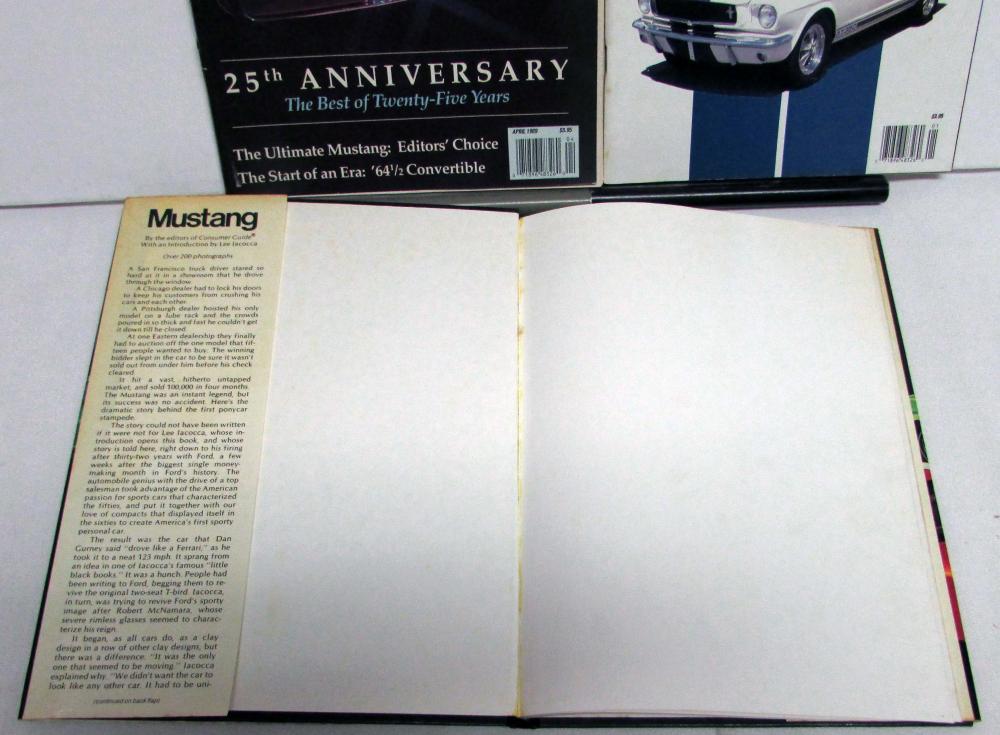 25th ANNIVERSARY
The Best of Twenty-Five Years
The Ultimate Mustang: Editors' Choice
The Start of an Era: '64½ Convertible
APRIL 1989 $3.95
04
$3.95
01
Mustang
By the editors of Consumer Guide®
With an Introduction by Lee Iacocca
Over 200 photographs
A San Francisco truck driver stared so
hard at it in a showroom that he drove
through the window.
A Chicago dealer had to lock his doors
to keep his customers from crushing his
cars and each other.
A Pittsburgh dealer hoisted his only
model on a lube rack and the crowds
poured in so thick and fast he couldn't get
it down till he closed.
At one Eastern dealership they finally
had to auction off the one model that fif-
teen people wanted to buy. The winning
bidder slept in the car to be sure it wasn't
sold out from under him before his check
cleared.
It hit a vast, hitherto untapped
market, and sold 100,000 in four months.
The Mustang was an instant legend, but
its success was no accident. Here's the
dramatic story behind the first ponycar
stampede.
The story could not have been written
if it were not for Lee Iacocca, whose in-
troduction opens this book, and whose
story is told here, right down to his firing
after thirty-two years with Ford, a few
weeks after the biggest single money-
making month in Ford's history. The
automobile genius with the drive of a top
salesman took advantage of the American
passion for sports cars that characterized
the fifties, and put it together with our
love of compacts that displayed itself in
the sixties to create America's first sporty
personal car.
The result was the car that Dan
Gurney said "drove like a Ferrari," as he
took it to a neat 123 mph. It sprang from
an idea in one of Iacocca's famous "little
black books." It was a hunch. People had
been writing to Ford, begging them to re-
vive the original two-seat T-bird. Iacocca,
in turn, was trying to revive Ford's sporty
image after Robert McNamara, whose
severe rimless glasses seemed to charac-
terize his reign.
It began, as all cars do, as a clay
design in a row of other clay designs, but
there was a difference. "It was the only
one that seemed to be moving," Iacocca
explained why. "We didn't want the car to
look like any other car. It had to be uni-
(continued on back flap)